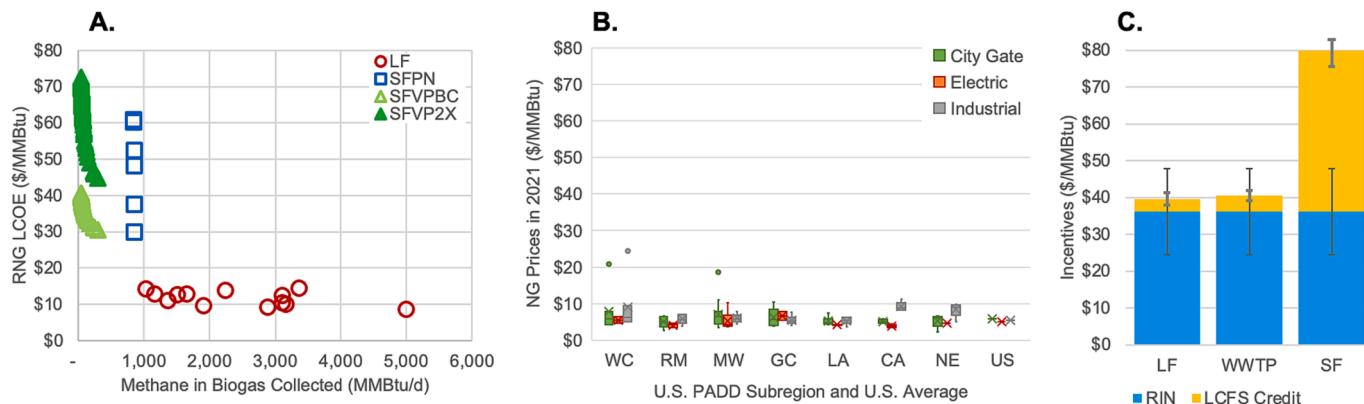 A.
RNG LCOE ($/MMBtu)
$80
$70
$60
$50
$40
$30
$20
$10
$0
LF
SFPN
SFVPBC
SFVP2X
- 1,000 2,000 3,000 4,000 5,000 6,000
Methane in Biogas Collected (MMBtu/d)
B.
NG Prices in 2021 ($/MMBtu)
$80
$70
$60
$50
$40
$30
$20
$10
$0
City Gate
Electric
Industrial
WC RM MW GC LA CA NE US
U.S. PADD Subregion and U.S. Average
C.
Incentives ($/MMBtu)
$80
$70
$60
$50
$40
$30
$20
$10
$0
LF WWTP SF
RIN LCFS Credit